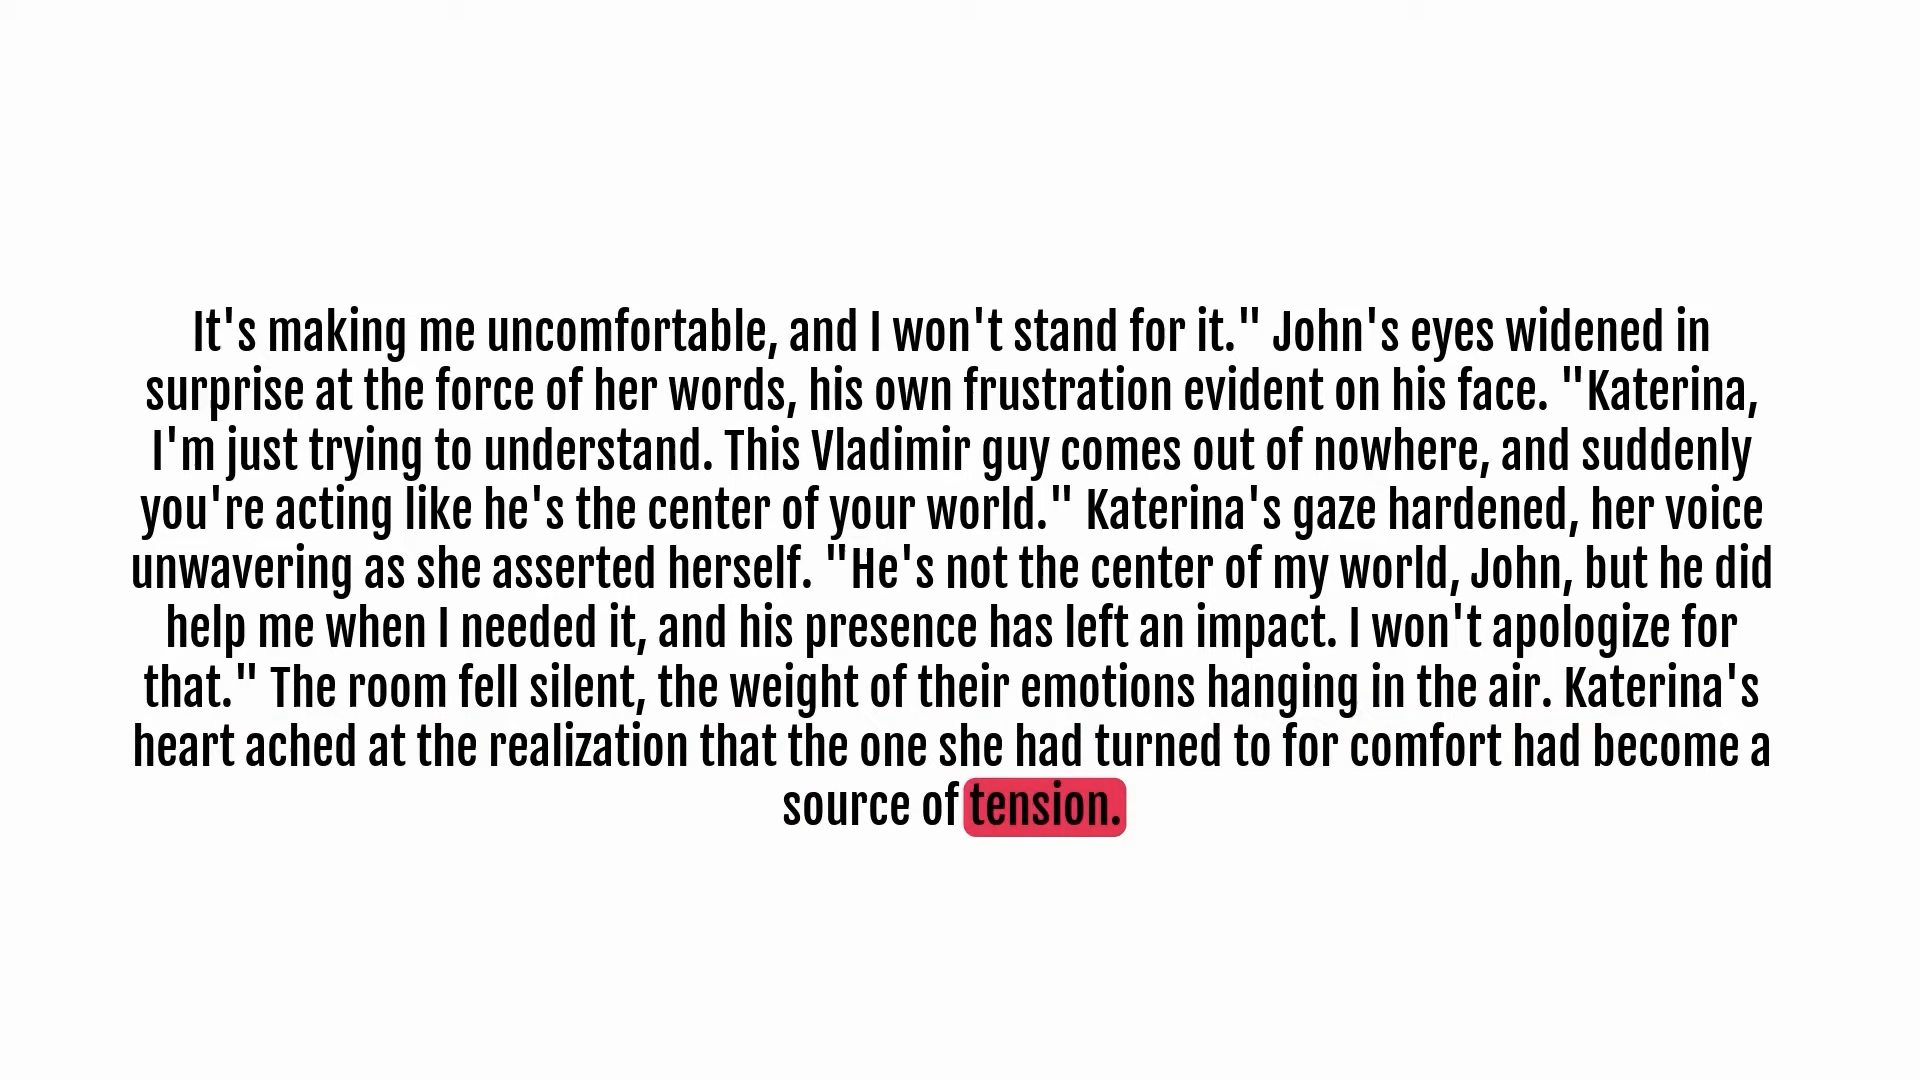 It's making me uncomfortable, and I won't stand for it." John's eyes widened in
surprise at the force of her words, his own frustration evident on his face. "Katerina,
I'm just trying to understand. This Vladimir guy comes out of nowhere, and suddenly
you're acting like he's the center of your world." Katerina's gaze hardened, her voice
unwavering as she asserted herself. "He's not the center of my world, John, but he did
help me when I needed it, and his presence has left an impact. I won't apologize for
that." The room fell silent, the weight of their emotions hanging in the air. Katerina's
heart ached at the realization that the one she had turned to for comfort had become a
source of tension.